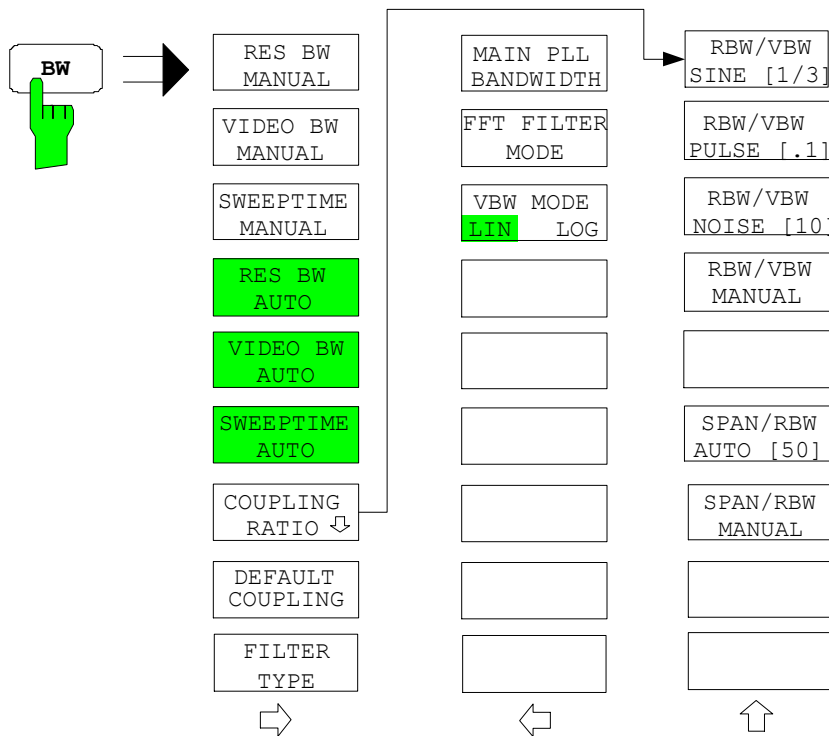 BW
RES BW
MANUAL
VIDEO BW
MANUAL
SWEEPTIME
MANUAL
RES BW
AUTO
VIDEO BW
AUTO
SWEEPTIME
AUTO
COUPLING
RATIO
DEFAULT
COUPLING
FILTER
TYPE
MAIN PLL
BANDWIDTH
FFT FILTER
MODE
VBW MODE
LIN LOG
RBW/VBW
SINE [1/3]
RBW/VBW
PULSE [.1]
RBW/VBW
NOISE [10]
RBW/VBW
MANUAL
SPAN/RBW
AUTO [50]
SPAN/RBW
MANUAL